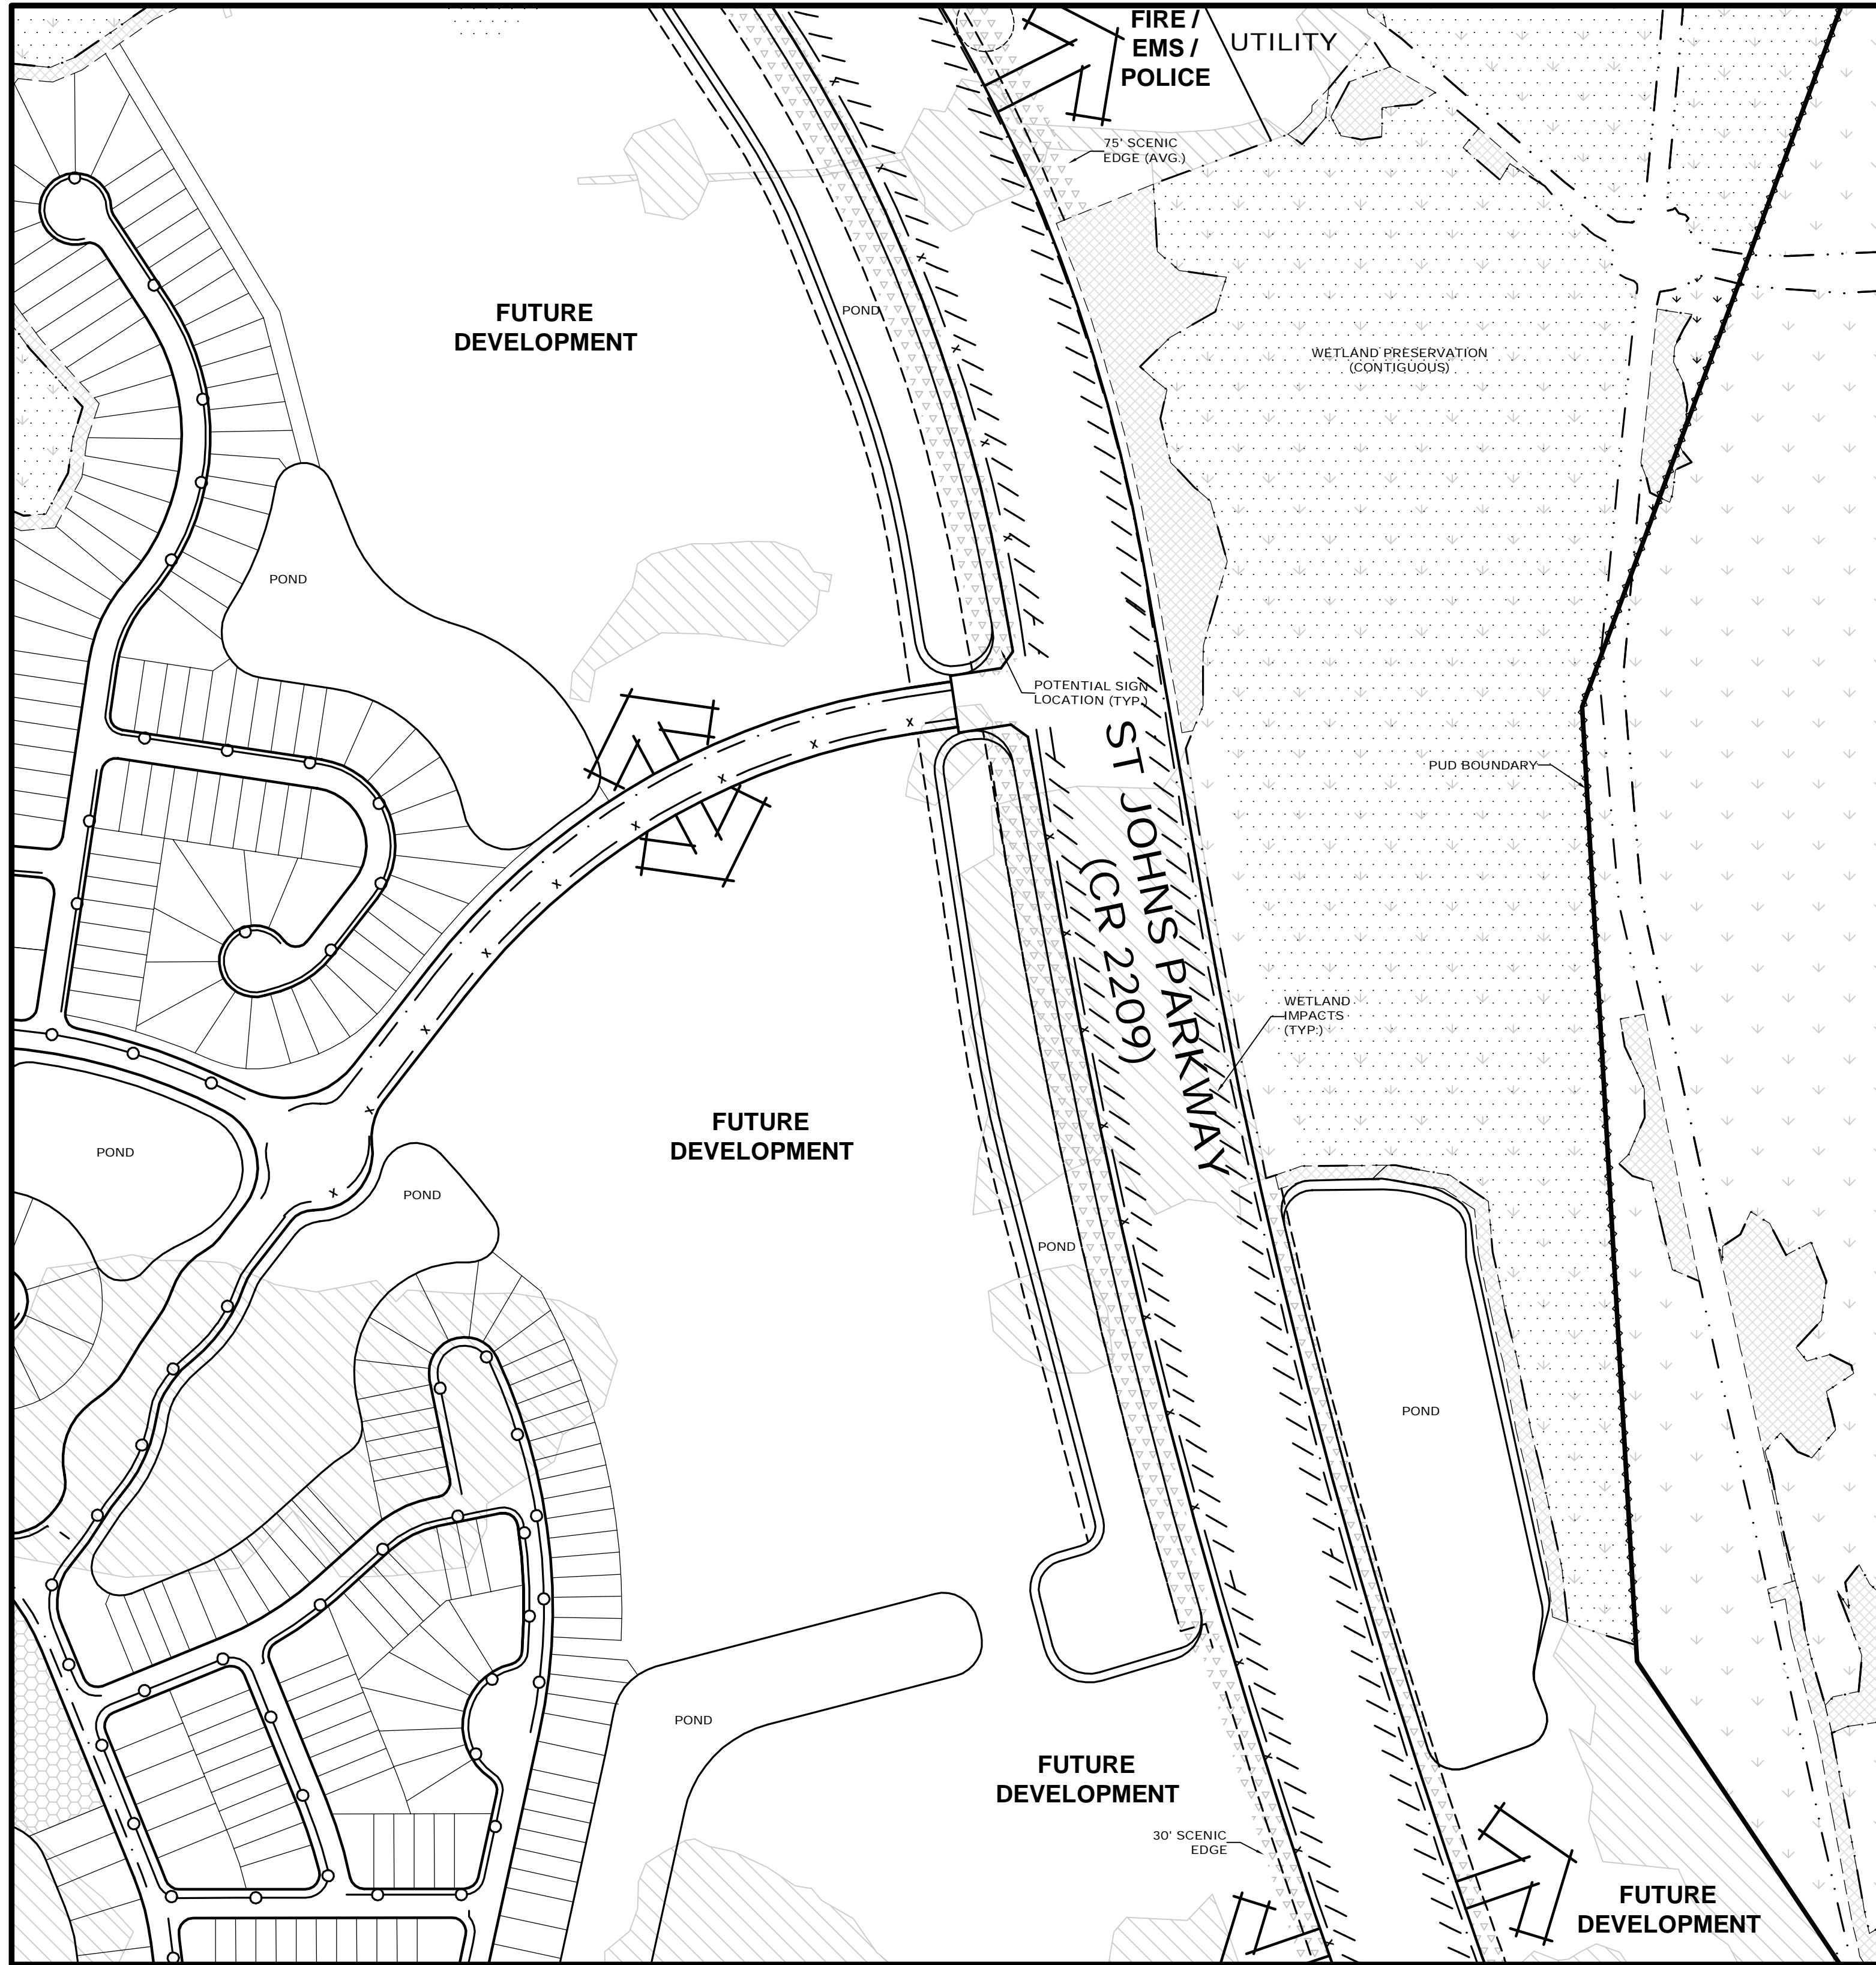 FIRE /
EMS /
POLICE
UTILITY
75' SCENIC
EDGE (AVG.)
FUTURE
DEVELOPMENT
POND
WETLAND PRESERVATION
(CONTIGUOUS)
POND
POTENTIAL SIGN
LOCATION (TYP.)
ST JOHNS PARKWAY
(CR 2209)
PUD BOUNDARY
WETLAND
IMPACTS
(TYP.)
FUTURE
DEVELOPMENT
POND
POND
POND
POND
POND
FUTURE
DEVELOPMENT
30' SCENIC
EDGE
FUTURE
DEVELOPMENT